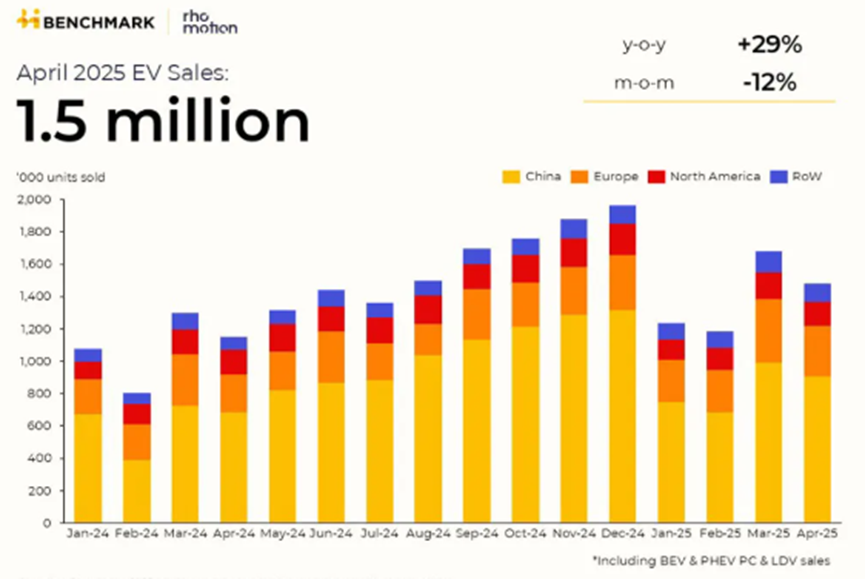 BENCHMARK
rho
motion
y-o-y +29%
April 2025 EV Sales:
m-o-m -12%
1.5 million
'000 units sold
China Europe North America RoW
2,000
1,800
1,600
1,400
1,200
1,000
800
600
400
200
0
Jan-24 Feb-24 Mar-24 Apr-24 May-24 Jun-24 Jul-24 Aug-24 Sep-24 Oct-24 Nov-24 Dec-24 Jan-25 Feb-25 Mar-25 Apr-25
*Including BEV & PHEV PC & LDV sales